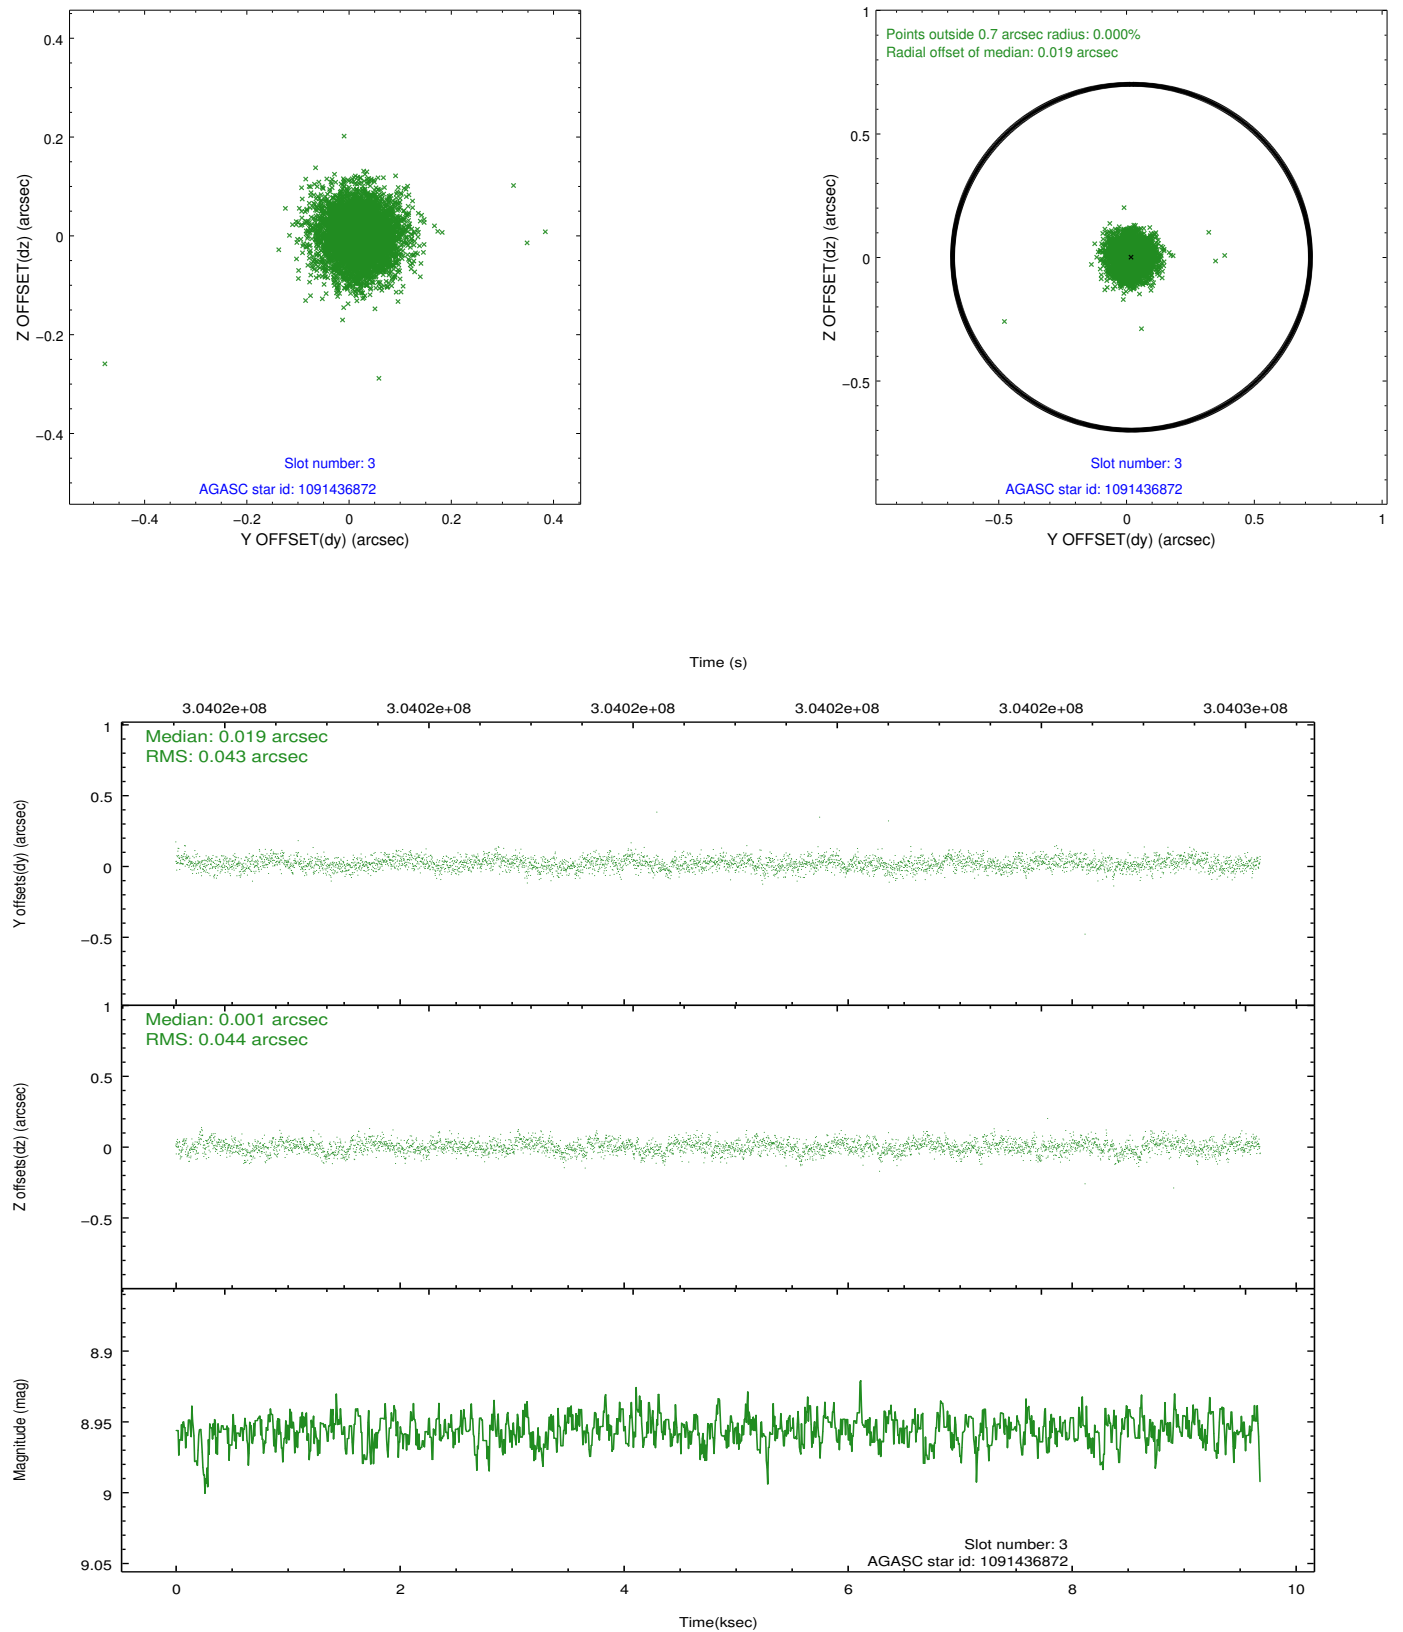 0.4
0.2
0
−0.2
−0.4
Z OFFSET(dz) (arcsec)
Slot number: 3
AGASC star id: 1091436872
−0.4
−0.2
0
0.2
0.4
Y OFFSET(dy) (arcsec)
1
0.5
0
−0.5
Z OFFSET(dz) (arcsec)
Points outside 0.7 arcsec radius: 0.000%
Radial offset of median: 0.019 arcsec
Slot number: 3
AGASC star id: 1091436872
−0.5
0
0.5
1
Y OFFSET(dy) (arcsec)
Time (s)
3.0402e+08
3.0402e+08
3.0402e+08
3.0402e+08
3.0402e+08
3.0403e+08
1
0.5
0
−0.5
Y offsets(dy) (arcsec)
Median: 0.019 arcsec
RMS: 0.043 arcsec
1
0.5
0
−0.5
Z offsets(dz) (arcsec)
Median: 0.001 arcsec
RMS: 0.044 arcsec
8.9
8.95
9
9.05
Magnitude (mag)
Slot number: 3
AGASC star id: 1091436872
0
2
4
6
8
10
Time(ksec)